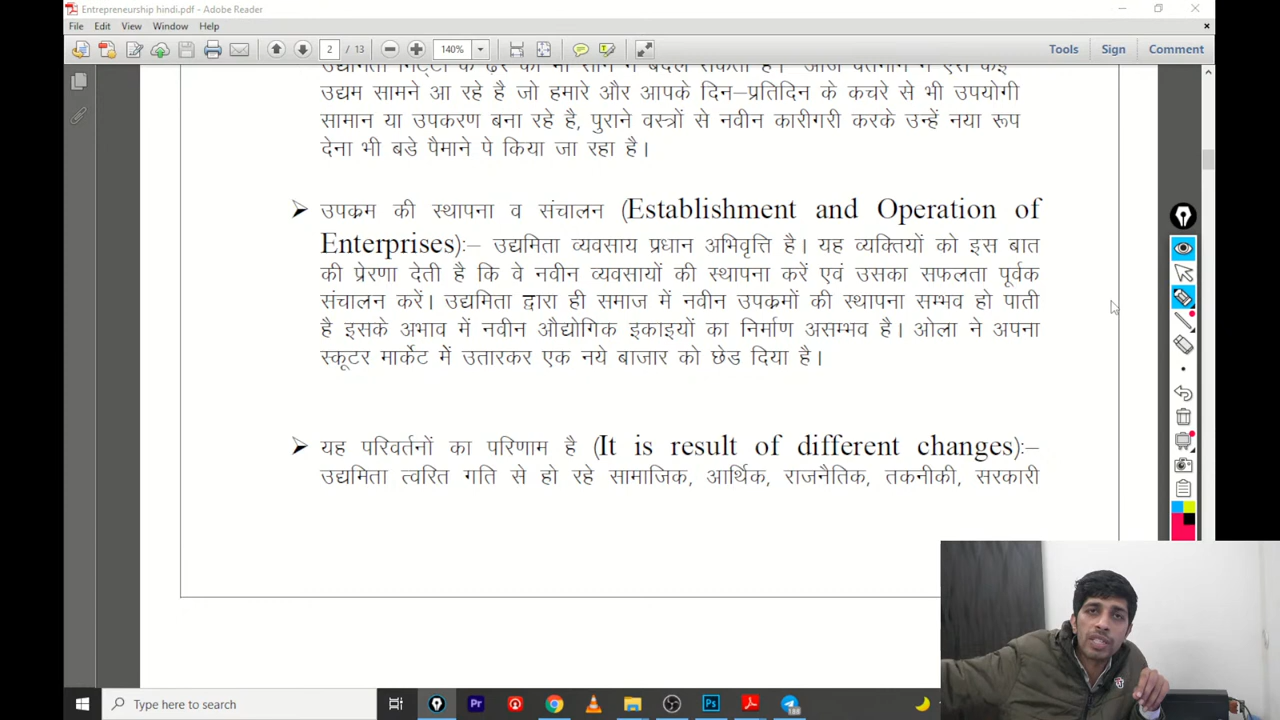 Entrepreneurship hindi.pdf - Adobe Reader
File Edit View Window Help
2 / 13 140% Tools Sign Comment
उद्यम सामने आ रहे है जो हमारे और आपके दिन–प्रतिदिन के कचरे से भी उपयोगी
सामान या उपकरण बना रहे है, पुराने वस्त्रों से नवीन कारीगरी करके उन्हें नया रूप
देना भी बडे पैमाने पे किया जा रहा है।
➢ उपक्रम की स्थापना व संचालन (Establishment and Operation of
Enterprises):– उद्यमिता व्यवसाय प्रधान अभिवृत्ति है। यह व्यक्तियों को इस बात
की प्रेरणा देती है कि वे नवीन व्यवसायों की स्थापना करें एवं उसका सफलता पूर्वक
संचालन करें। उद्यमिता द्वारा ही समाज में नवीन उपक्रमों की स्थापना सम्भव हो पाती
है इसके अभाव में नवीन औद्योगिक इकाइयों का निर्माण असम्भव है। ओला ने अपना
स्कूटर मार्केट में उतारकर एक नये बाजार को छेड दिया है।
➢ यह परिवर्तनों का परिणाम है (It is result of different changes):–
उद्यमिता त्वरित गति से हो रहे सामाजिक, आर्थिक, राजनैतिक, तकनीकी, सरकारी
Type here to search